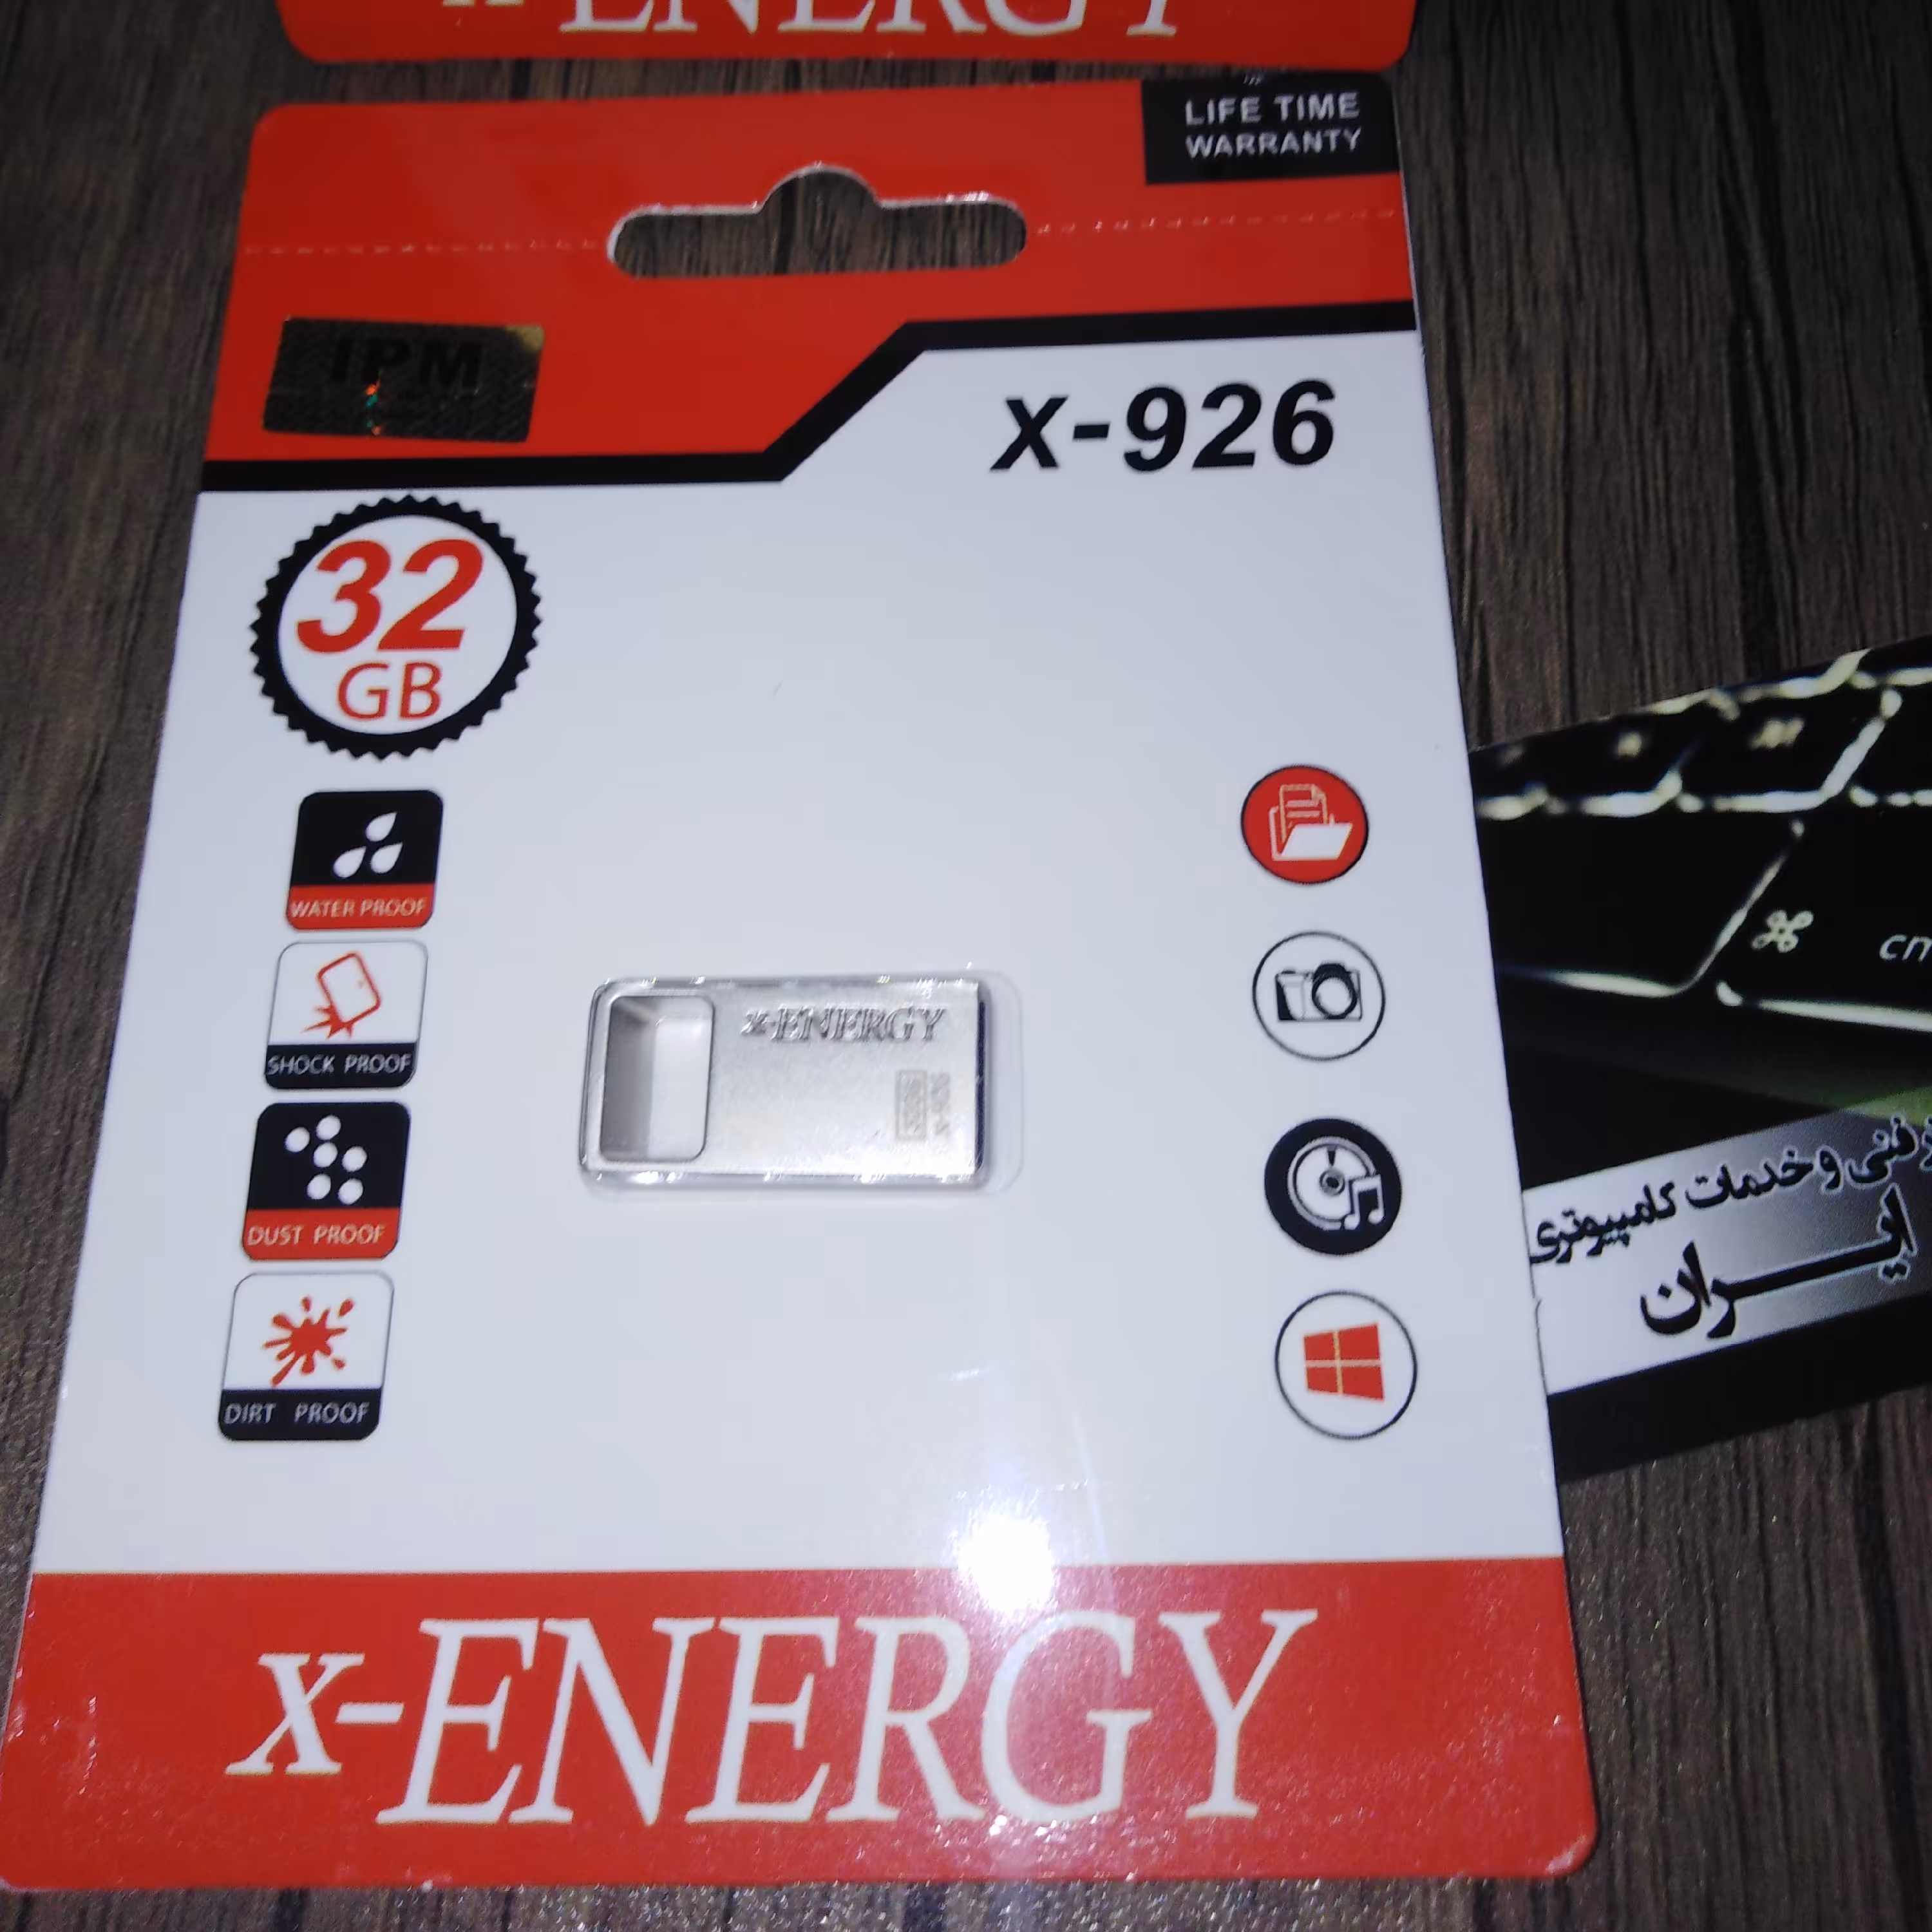 x-ENERGY
LIFE TIME
WARRANTY
IPM
x-926
32
GB
WATER PROOF
SHOCK PROOF
DUST PROOF
DIRT PROOF
x-ENERGY
x-ENERGY
⌘
فنی و خدمات کامپیوتری
ایران